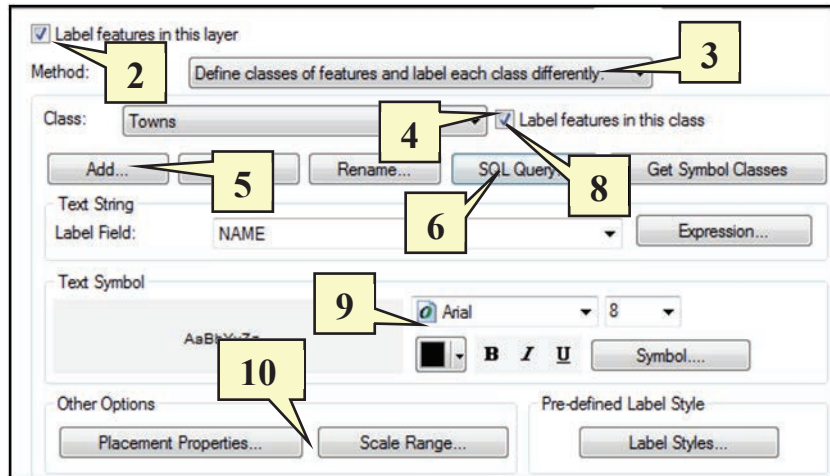 Label features in this layer
2
3
Method:
Define classes of features and label each class differently.
Class:
Towns
4
Label features in this class
8
Add...
5
Rename...
SQL Query
6
Get Symbol Classes
Text String
Label Field:
NAME
Expression...
Text Symbol
9
Arial
8
B I U
Symbol....
10
Other Options
Pre-defined Label Style
Placement Properties...
Scale Range...
Label Styles...